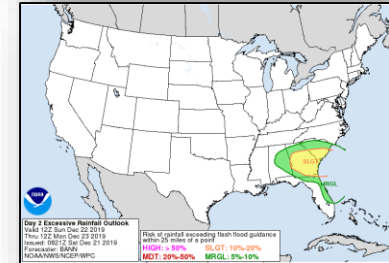 SLGT
MRGL
NOAA
Day 2 Excessive Rainfall Outlook
Valid 12Z Sun Dec 22 2019
Thru 12Z Mon Dec 23 2019
Issued: 0821Z Sat Dec 21 2019
Forecaster: BANN
NOAA/NWS/NCEP/WPC
Risk of rainfall exceeding flash flood guidance
within 25 miles of a point
HIGH: > 50% SLGT: 10%-20%
MDT: 20%-50% MRGL: 5%-10%